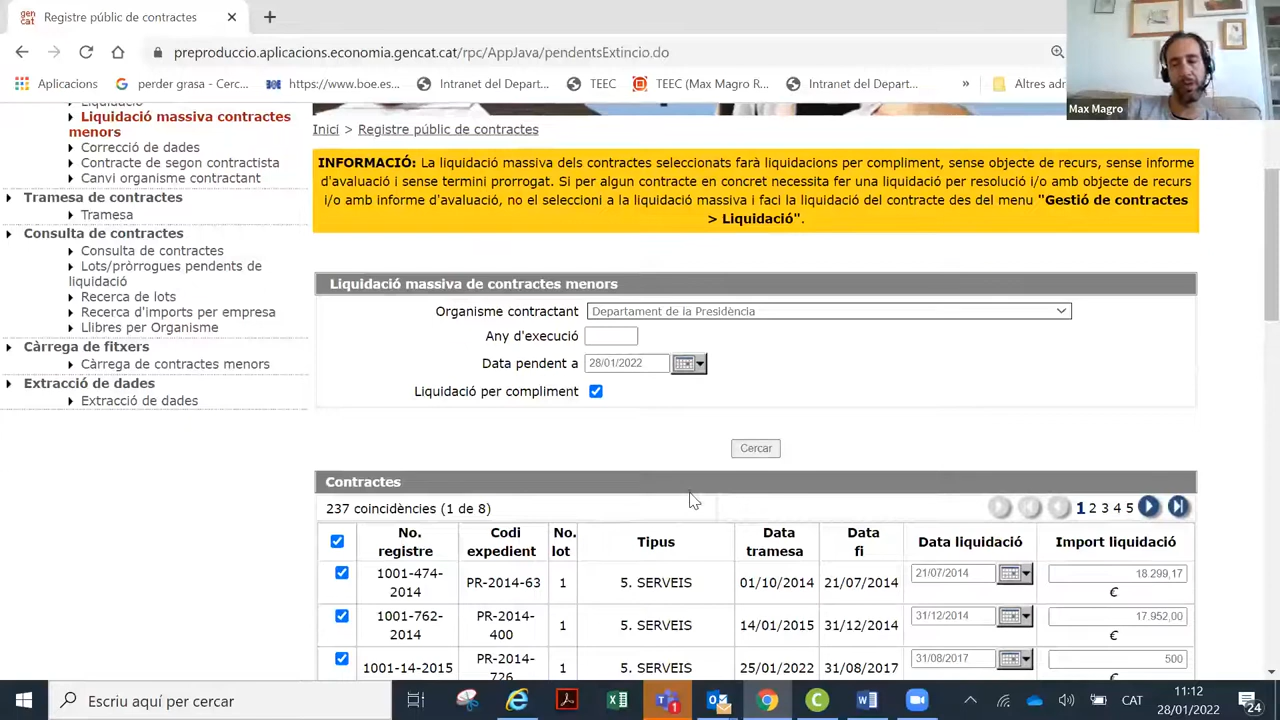 gen
cat
Registre públic de contractes
preproduccio.aplicacions.economia.gencat.cat/rpc/AppJava/pendentsExtincio.do
Aplicacions
perder grasa - Cerc...
https://www.boe.es...
Intranet del Depart...
TEEC
TEEC (Max Magro R...
Intranet del Depart...
»
Altres adr
Max Magro
Liquidació
Liquidació massiva contractes
menors
Correcció de dades
Contracte de segon contractista
Canvi organisme contractant
Tramesa de contractes
Tramesa
Consulta de contractes
Consulta de contractes
Lots/pròrrogues pendents de
liquidació
Recerca de lots
Recerca d'imports per empresa
Llibres per Organisme
Càrrega de fitxers
Càrrega de contractes menors
Extracció de dades
Extracció de dades
Inici > Registre públic de contractes
INFORMACIÓ: La liquidació massiva dels contractes seleccionats farà liquidacions per compliment, sense objecte de recurs, sense informe
d'avaluació i sense termini prorrogat. Si per algun contracte en concret necessita fer una liquidació per resolució i/o amb objecte de recurs
i/o amb informe d'avaluació, no el seleccioni a la liquidació massiva i faci la liquidació del contracte des del menu "Gestió de contractes
> Liquidació".
Liquidació massiva de contractes menors
Organisme contractant Departament de la Presidència
Any d'execució
Data pendent a 28/01/2022
Liquidació per compliment
Cercar
Contractes
237 coincidències (1 de 8) 1 2 3 4 5
No. registre Codi expedient No. lot Tipus Data tramesa Data fi Data liquidació Import liquidació
1001-474-2014 PR-2014-63 1 5. SERVEIS 01/10/2014 21/07/2014 21/07/2014 18.299,17 €
1001-762-2014 PR-2014-400 1 5. SERVEIS 14/01/2015 31/12/2014 31/12/2014 17.952,00 €
1001-14-2015 PR-2014-726 1 5. SERVEIS 25/01/2022 31/08/2017 31/08/2017 500 €
Escriu aquí per cercar
CAT
11:12
28/01/2022
24